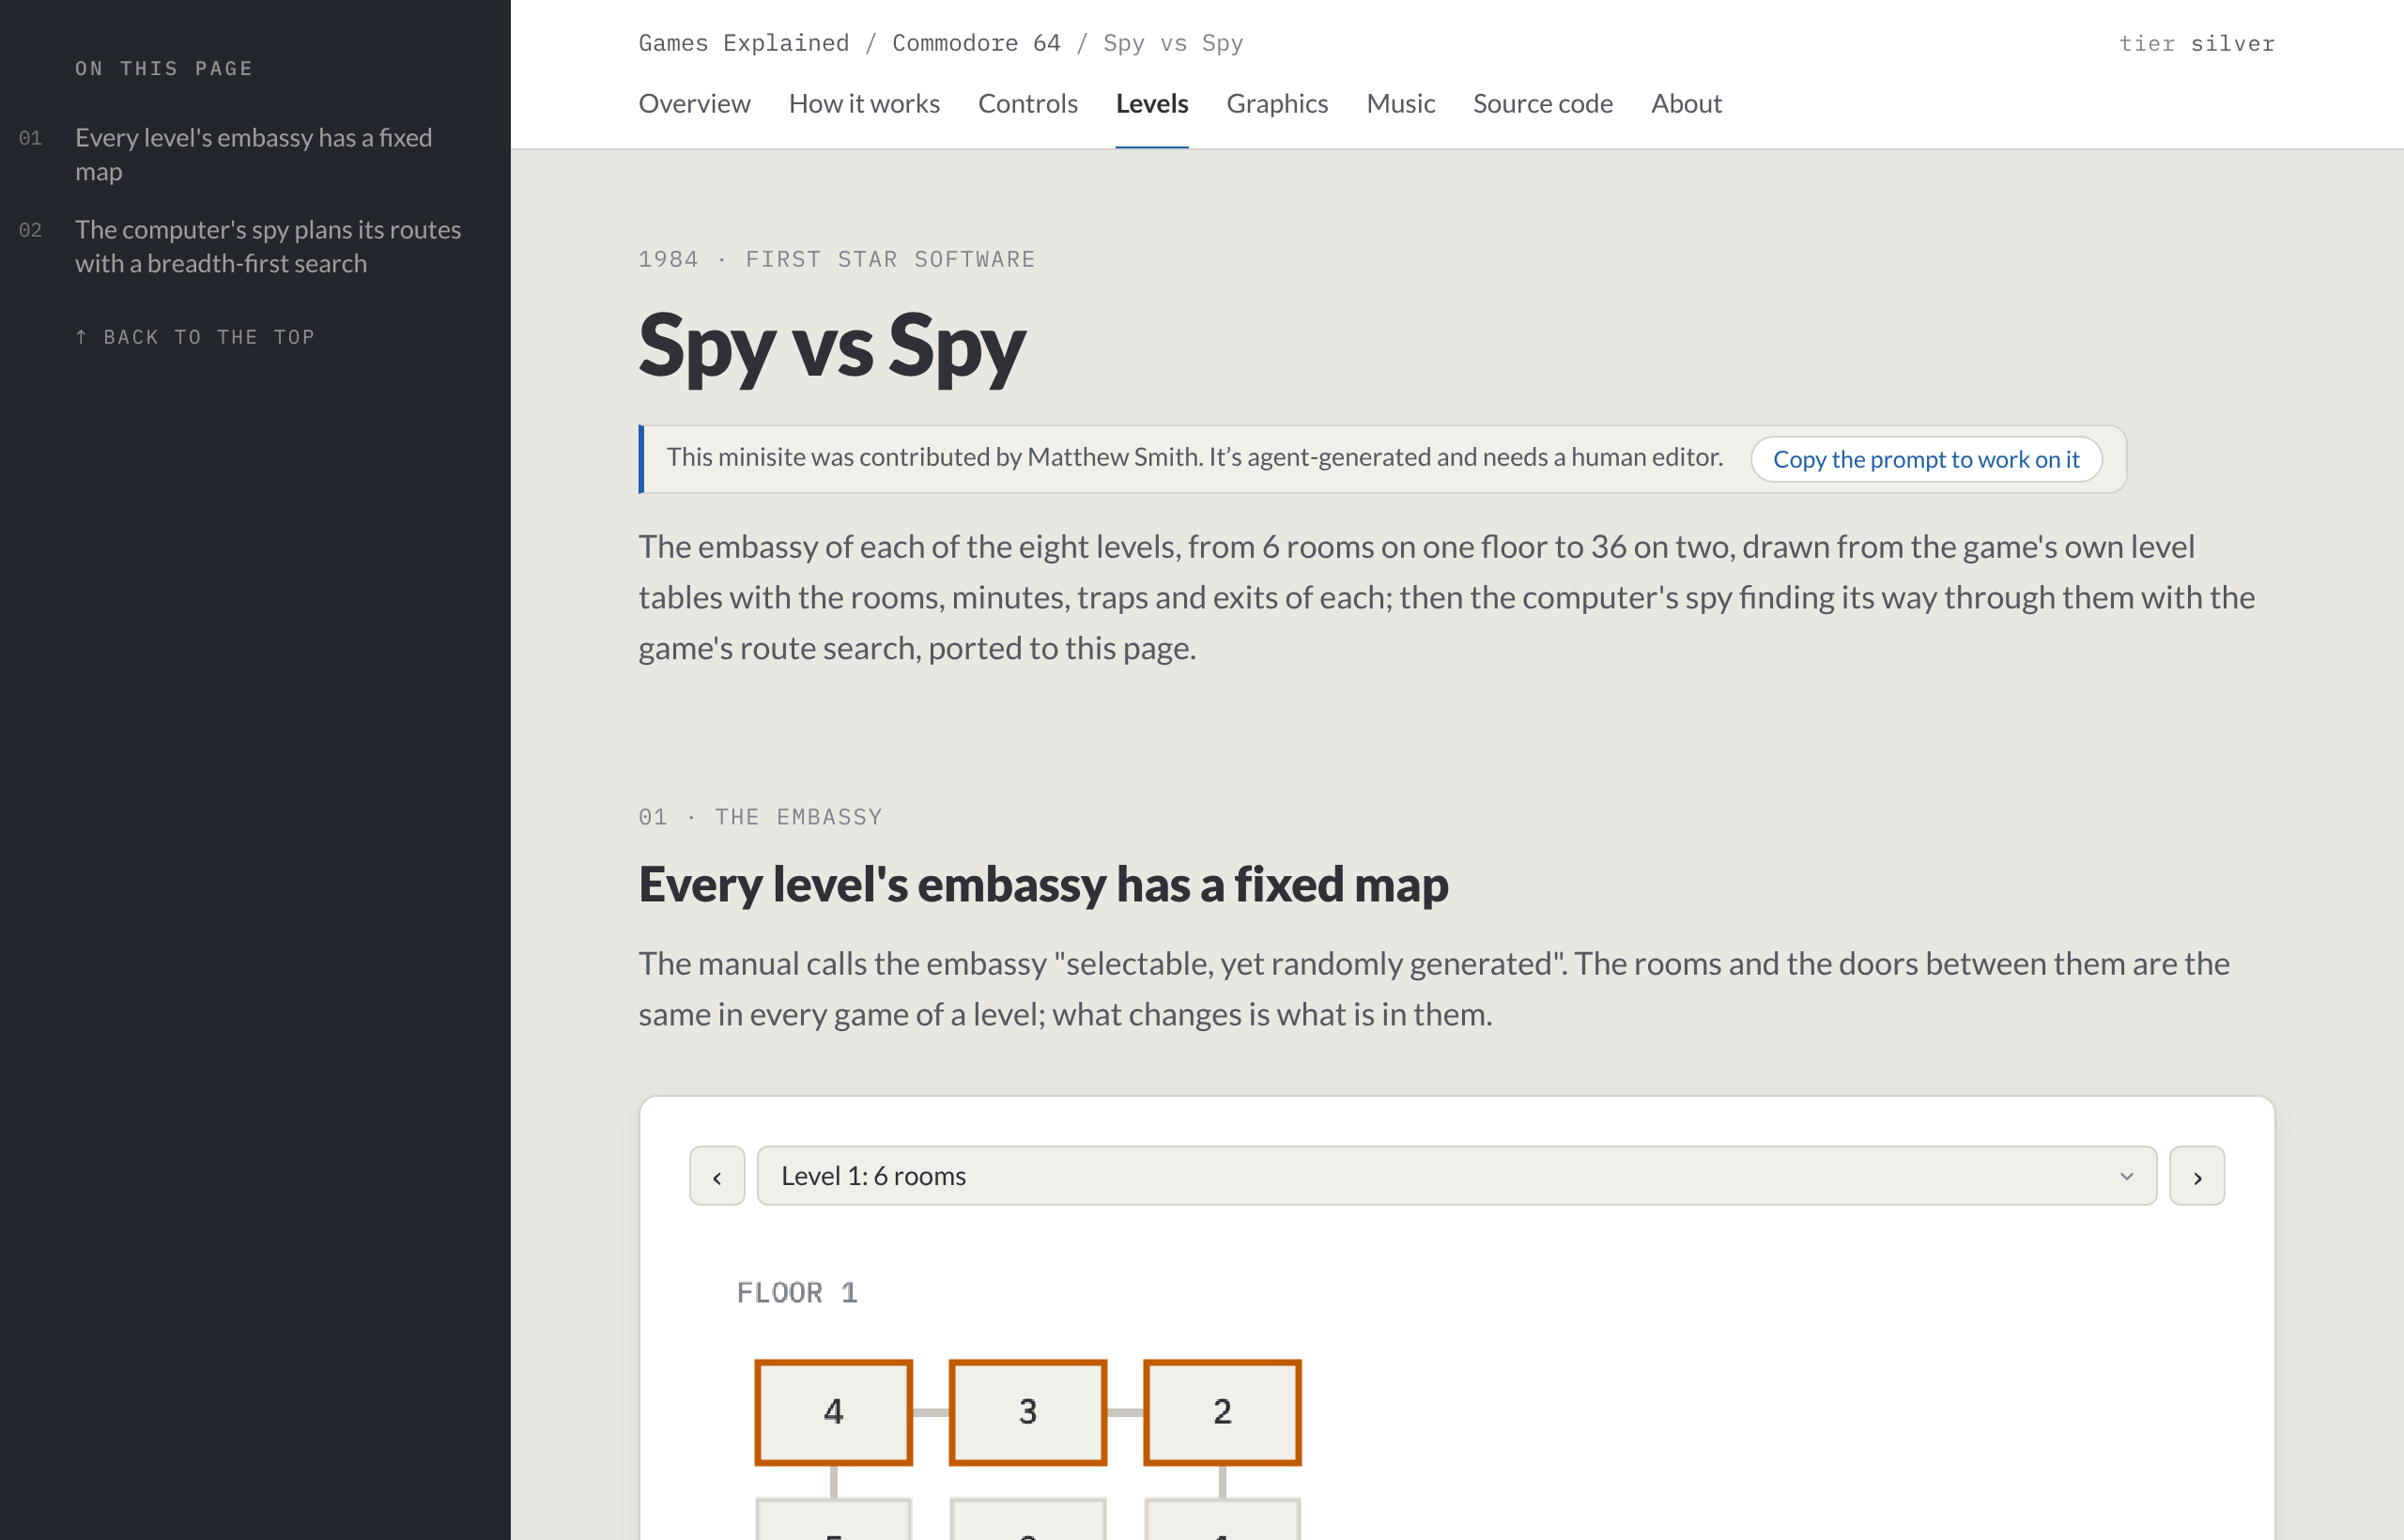 ON THIS PAGE
01 Every level's embassy has a fixed
map
02 The computer's spy plans its routes
with a breadth-first search
↑ BACK TO THE TOP
Games Explained / Commodore 64 / Spy vs Spy
tier silver
Overview How it works Controls Levels Graphics Music Source code About
1984 · FIRST STAR SOFTWARE
Spy vs Spy
This minisite was contributed by Matthew Smith. It’s agent-generated and needs a human editor. Copy the prompt to work on it
The embassy of each of the eight levels, from 6 rooms on one floor to 36 on two, drawn from the game's own level
tables with the rooms, minutes, traps and exits of each; then the computer's spy finding its way through them with the
game's route search, ported to this page.
01 · THE EMBASSY
Every level's embassy has a fixed map
The manual calls the embassy "selectable, yet randomly generated". The rooms and the doors between them are the
same in every game of a level; what changes is what is in them.
‹ Level 1: 6 rooms ›
FLOOR 1
4 3 2